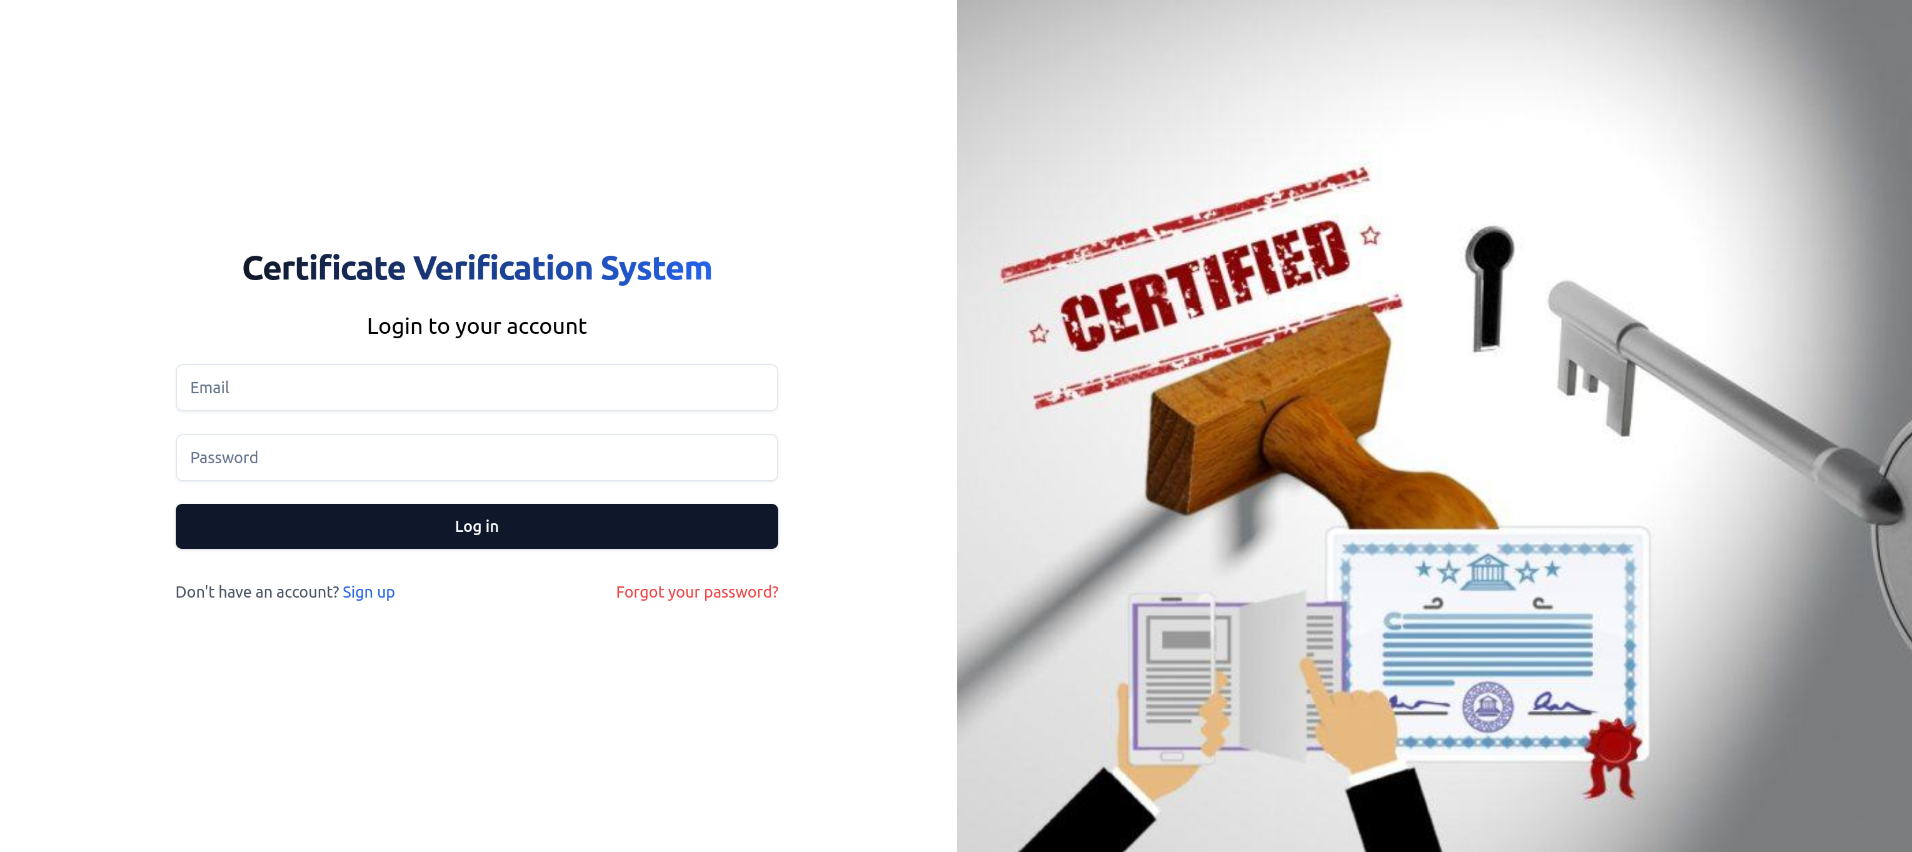 Certificate Verification System
Login to your account
Email
Password
Log in
Don't have an account? Sign up
Forgot your password?
CERTIFIED